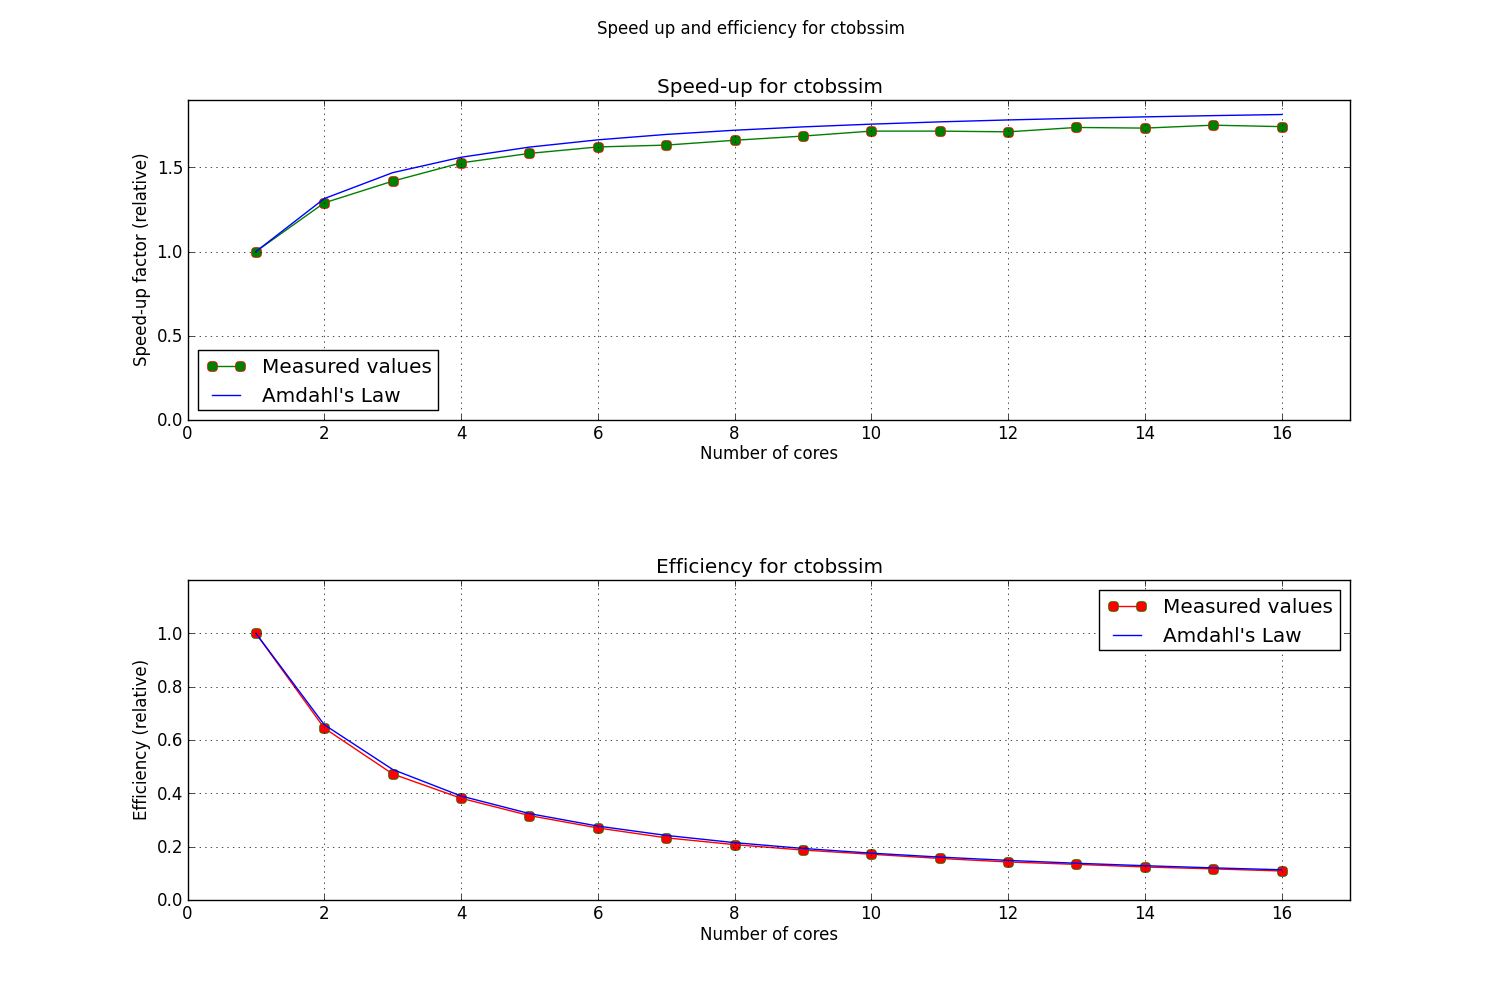 Speed up and efficiency for ctobssim
Speed-up for ctobssim
Speed-up factor (relative)
1.5
1.0
0.5
0.0
Measured values
Amdahl's Law
0 2 4 6 8 10 12 14 16
Number of cores
Efficiency for ctobssim
Efficiency (relative)
1.0
0.8
0.6
0.4
0.2
0.0
Measured values
Amdahl's Law
0 2 4 6 8 10 12 14 16
Number of cores